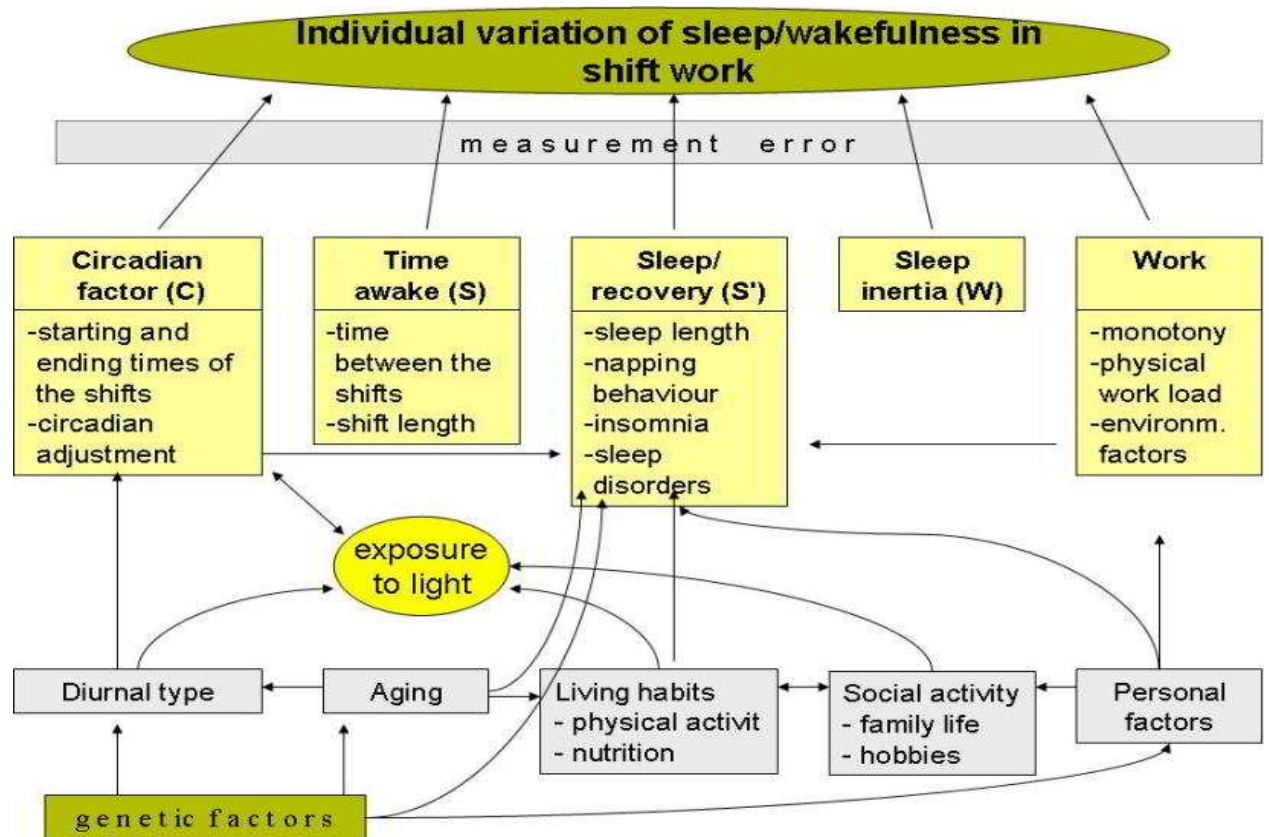 Individual variation of sleep/wakefulness in
shift work
measurement error
Circadian
factor (C)
-starting and
ending times of
the shifts
-circadian
adjustment
Time
awake (S)
-time
between the
shifts
-shift length
Sleep/
recovery (S')
-sleep length
-napping
behaviour
-insomnia
-sleep
disorders
Sleep
inertia (W)
Work
-monotony
-physical
work load
-environm.
factors
exposure
to light
Diurnal type
Aging
Living habits
- physical activit
- nutrition
Social activity
- family life
- hobbies
Personal
factors
genetic factors